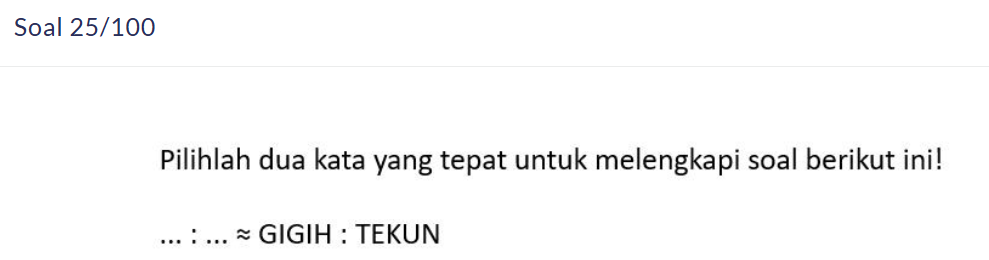 Soal 25/100
Pilihlah dua kata yang tepat untuk melengkapi soal berikut ini!
... : ... ≈ GIGIH : TEKUN